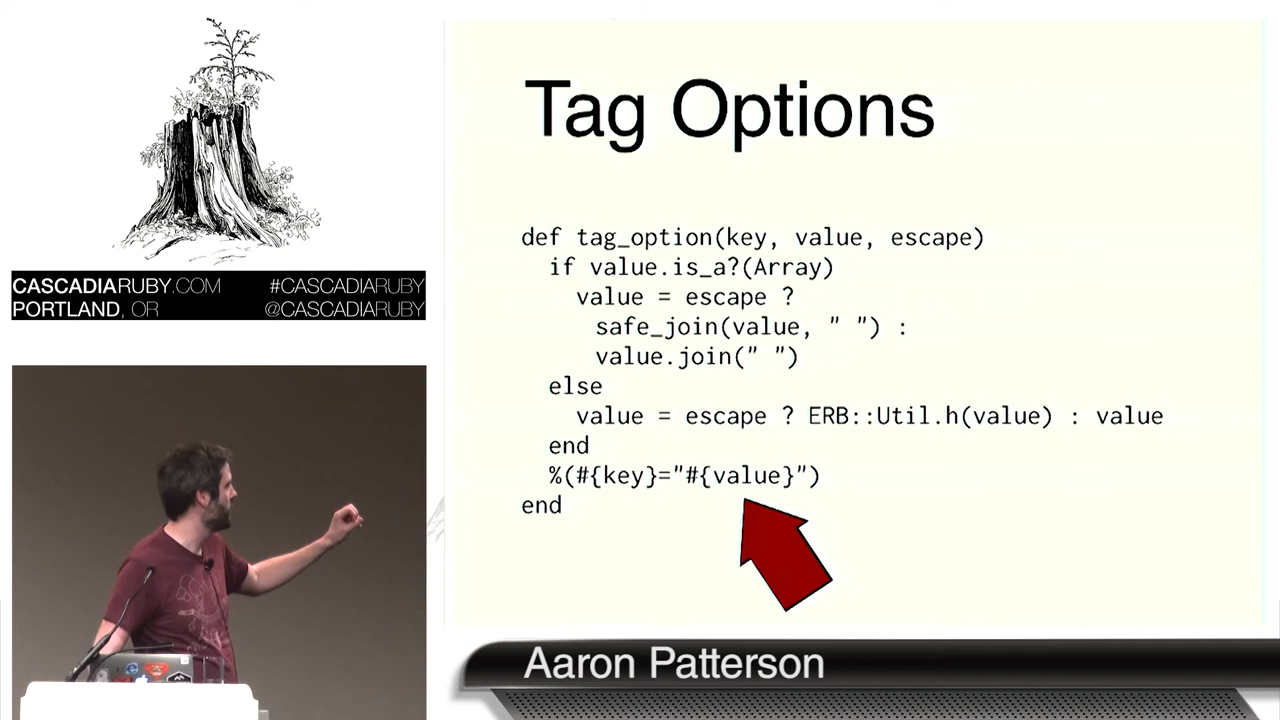 CASCADIARUBY.COM #CASCADIARUBY
PORTLAND, OR @CASCADIARUBY
Tag Options
def tag_option(key, value, escape)
if value.is_a?(Array)
value = escape ?
safe_join(value, " ") :
value.join(" ")
else
value = escape ? ERB::Util.h(value) : value
end
%(#{key}="#{value}")
end
Aaron Patterson